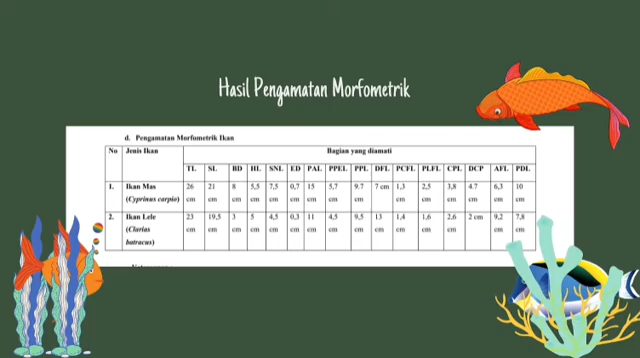 Hasil Pengamatan Morfometrik
d. Pengamatan Morfometrik Ikan
No Jenis Ikan Bagian yang diamati
TL SL BD HL SNL ED PAL PPEL PPL DFL PCFL PLFL CPL DCP AFL PDL
1. Ikan Mas 26 21 8 5,5 7,5 0,7 15 5,7 9.7 7 cm 1,3 2,5 3,8 4.7 6,3 10
(Cyprinus carpio) cm cm cm cm cm cm cm cm cm cm cm cm cm cm cm
2. Ikan Lele 23 19,5 3 5 4,5 0,3 11 4,5 9,5 13 1,4 1,6 2,6 2 cm 9,2 7,8
(Clarias cm cm cm cm cm cm cm cm cm cm cm cm cm cm cm
batracus)